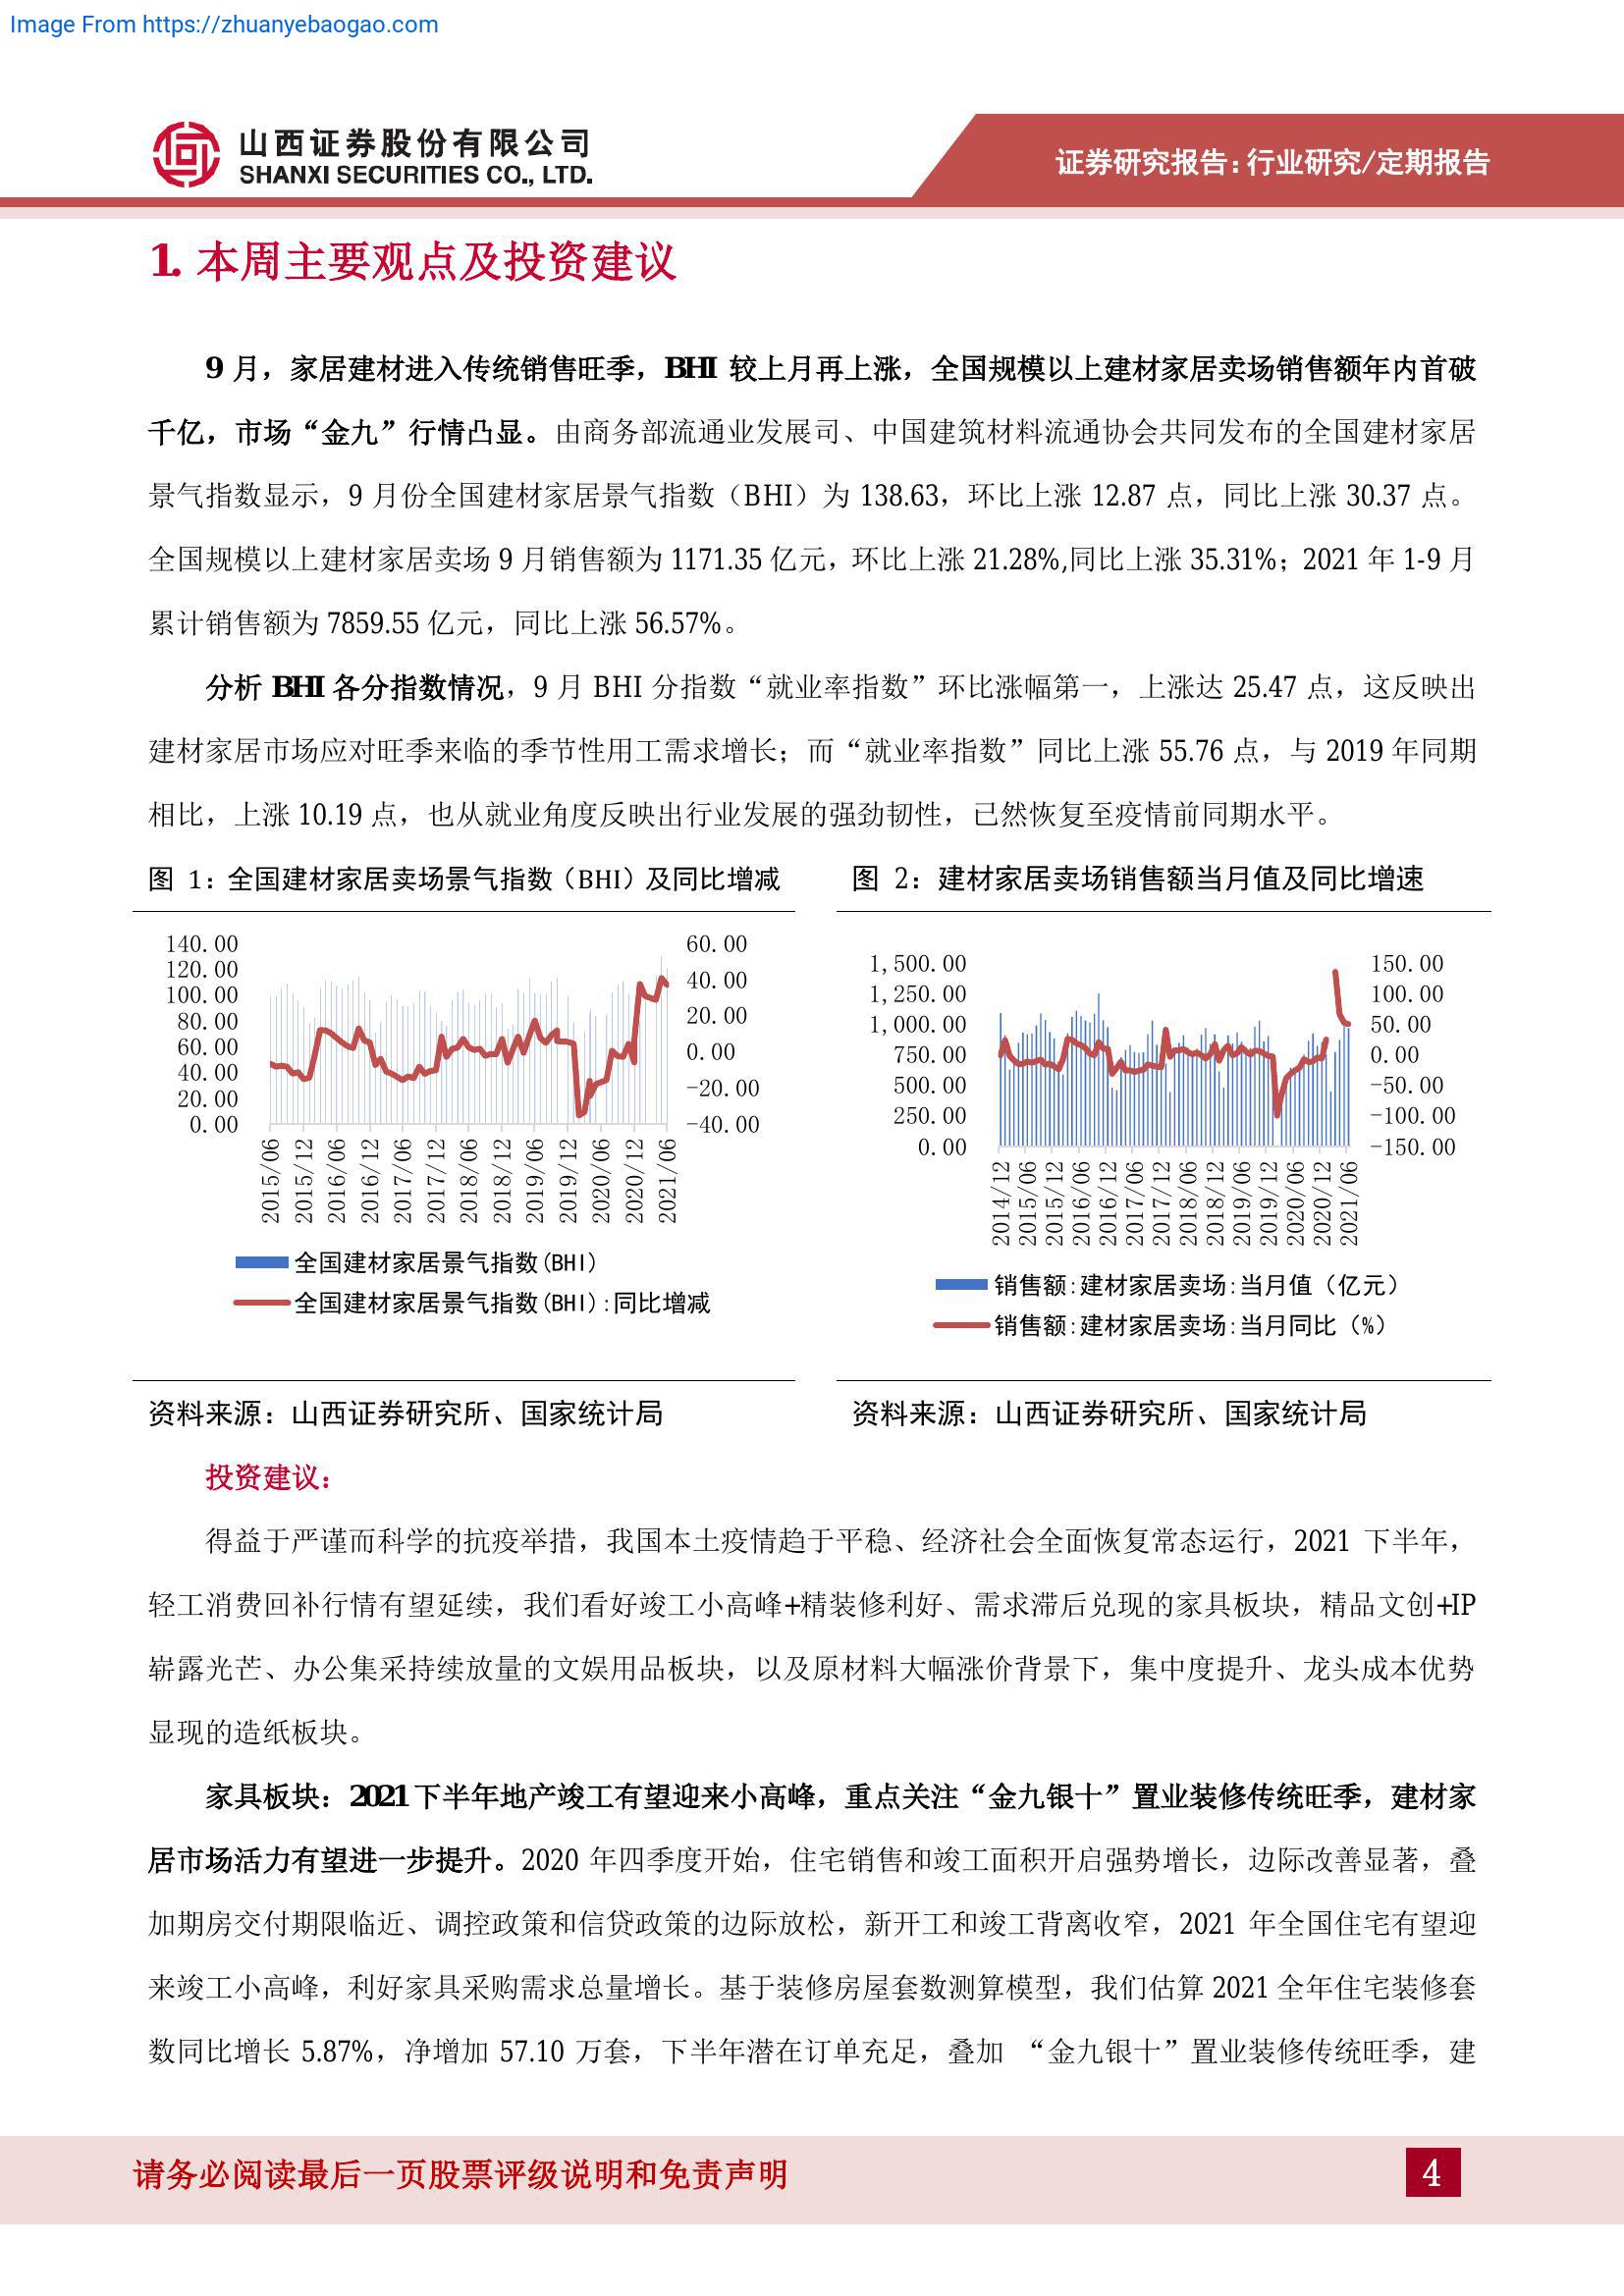 Image From https://zhuanyebaogao.com
山西证券股份有限公司
SHANXI SECURITIES CO., LTD.
证券研究报告:行业研究/定期报告
1. 本周主要观点及投资建议
9 月，家居建材进入传统销售旺季，BHI 较上月再上涨，全国规模以上建材家居卖场销售额年内首破
千亿，市场“金九”行情凸显。由商务部流通业发展司、中国建筑材料流通协会共同发布的全国建材家居
景气指数显示，9 月份全国建材家居景气指数（BHI）为 138.63，环比上涨 12.87 点，同比上涨 30.37 点。
全国规模以上建材家居卖场 9 月销售额为 1171.35 亿元，环比上涨 21.28%,同比上涨 35.31%；2021 年 1-9 月
累计销售额为 7859.55 亿元，同比上涨 56.57%。
分析 BHI 各分指数情况，9 月 BHI 分指数“就业率指数”环比涨幅第一，上涨达 25.47 点，这反映出
建材家居市场应对旺季来临的季节性用工需求增长；而“就业率指数”同比上涨 55.76 点，与 2019 年同期
相比，上涨 10.19 点，也从就业角度反映出行业发展的强劲韧性，已然恢复至疫情前同期水平。
图 1：全国建材家居卖场景气指数（BHI）及同比增减
140.00
120.00
100.00
80.00
60.00
40.00
20.00
0.00
60.00
40.00
20.00
0.00
-20.00
-40.00
2015/06
2015/12
2016/06
2016/12
2017/06
2017/12
2018/06
2018/12
2019/06
2019/12
2020/06
2020/12
2021/06
全国建材家居景气指数(BHI)
全国建材家居景气指数(BHI):同比增减
资料来源：山西证券研究所、国家统计局
图 2：建材家居卖场销售额当月值及同比增速
1,500.00
1,250.00
1,000.00
750.00
500.00
250.00
0.00
150.00
100.00
50.00
0.00
-50.00
-100.00
-150.00
2014/12
2015/06
2015/12
2016/06
2016/12
2017/06
2017/12
2018/06
2018/12
2019/06
2019/12
2020/06
2020/12
2021/06
销售额:建材家居卖场:当月值（亿元）
销售额:建材家居卖场:当月同比（%）
资料来源：山西证券研究所、国家统计局
投资建议：
得益于严谨而科学的抗疫举措，我国本土疫情趋于平稳、经济社会全面恢复常态运行，2021 下半年，
轻工消费回补行情有望延续，我们看好竣工小高峰+精装修利好、需求滞后兑现的家具板块，精品文创+IP
崭露光芒、办公集采持续放量的文娱用品板块，以及原材料大幅涨价背景下，集中度提升、龙头成本优势
显现的造纸板块。
家具板块：2021 下半年地产竣工有望迎来小高峰，重点关注“金九银十”置业装修传统旺季，建材家
居市场活力有望进一步提升。2020 年四季度开始，住宅销售和竣工面积开启强势增长，边际改善显著，叠
加期房交付期限临近、调控政策和信贷政策的边际放松，新开工和竣工背离收窄，2021 年全国住宅有望迎
来竣工小高峰，利好家具采购需求总量增长。基于装修房屋套数测算模型，我们估算 2021 全年住宅装修套
数同比增长 5.87%，净增加 57.10 万套，下半年潜在订单充足，叠加 “金九银十”置业装修传统旺季，建
请务必阅读最后一页股票评级说明和免责声明
4